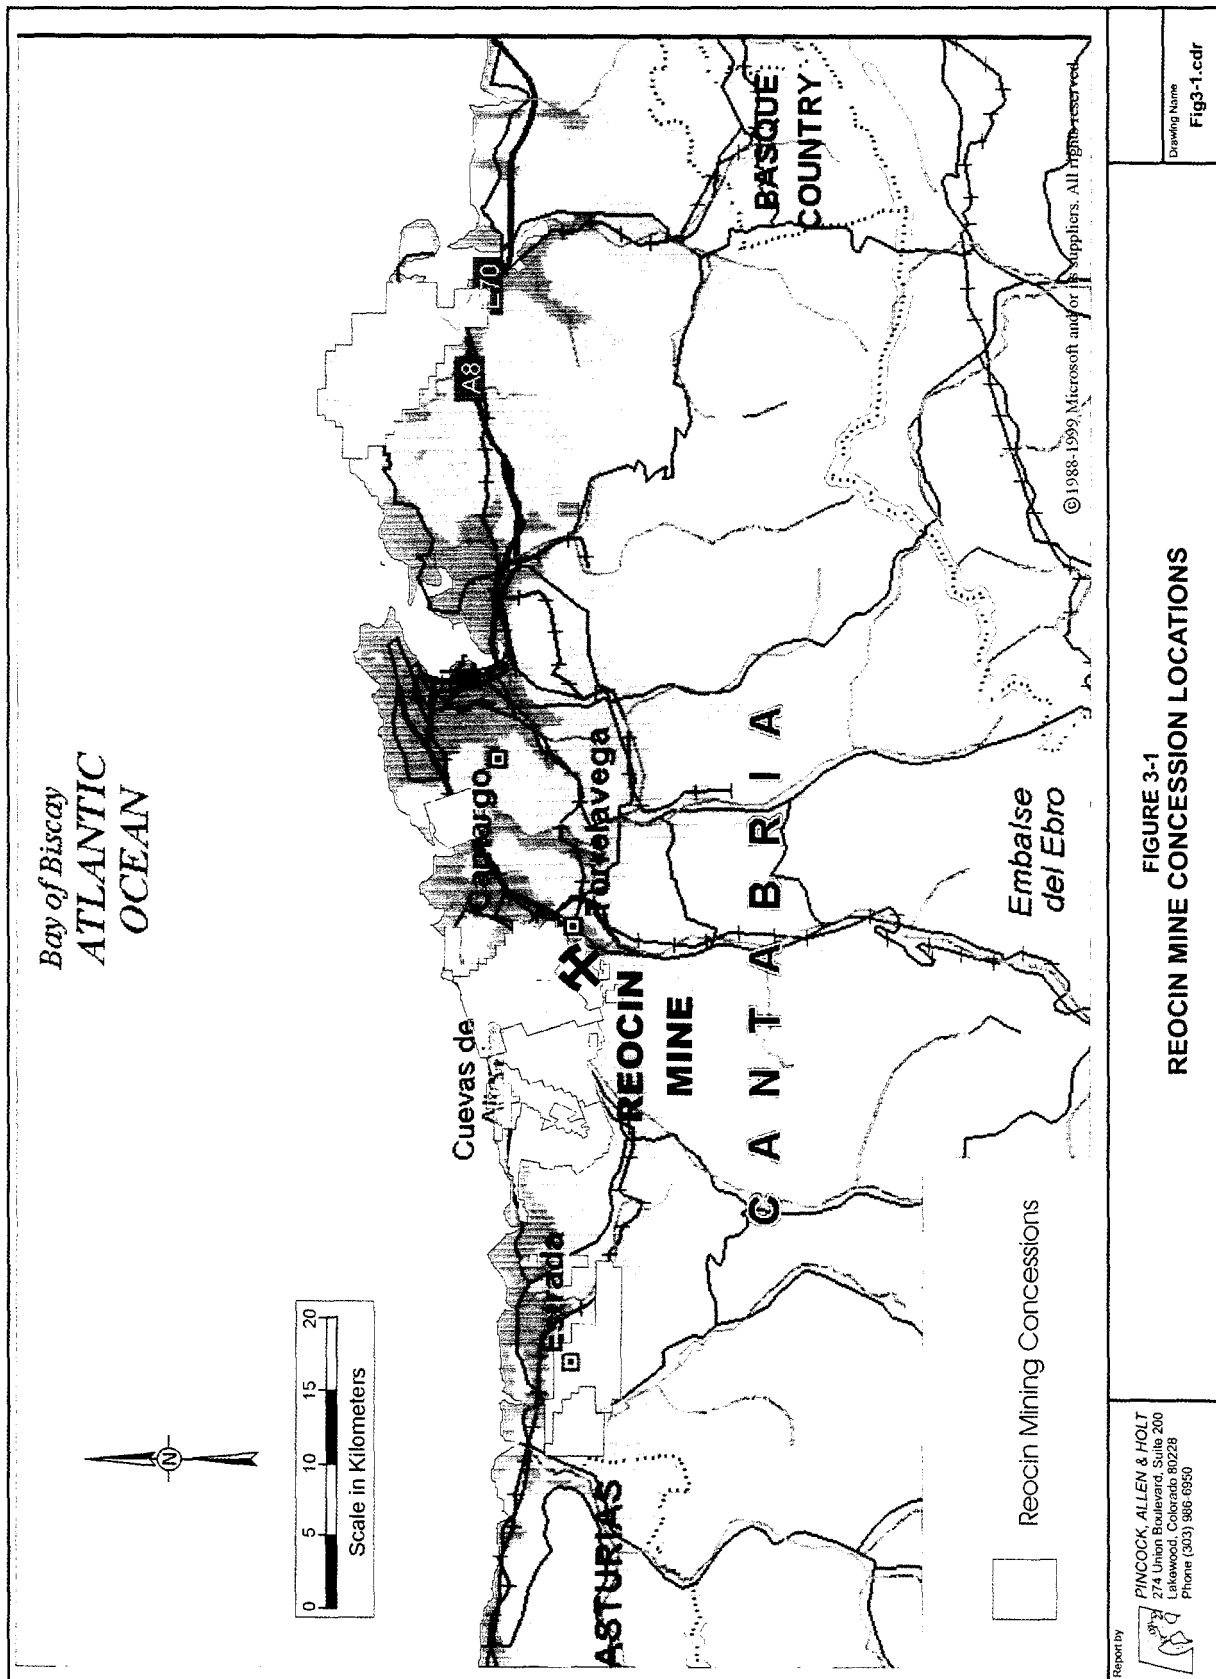 Bay of Biscay
ATLANTIC
OCEAN
N
0 5 10 15 20
Scale in Kilometers
A8
E70
Cuevas de
Camargo
Torrelavega
Estrada
REOCIN
MINE
ASTURIAS
CANTABRIA
BASQUE
COUNTRY
Embalse
del Ebro
©1988-1999 Microsoft and/or its suppliers. All rights reserved
Reocin Mining Concessions
Report by
PINCOCK, ALLEN & HOLT
274 Union Boulevard, Suite 200
Lakewood, Colorado 80228
Phone (303) 986-6950
FIGURE 3-1
REOCIN MINE CONCESSION LOCATIONS
Drawing Name
Fig3-1.cdr